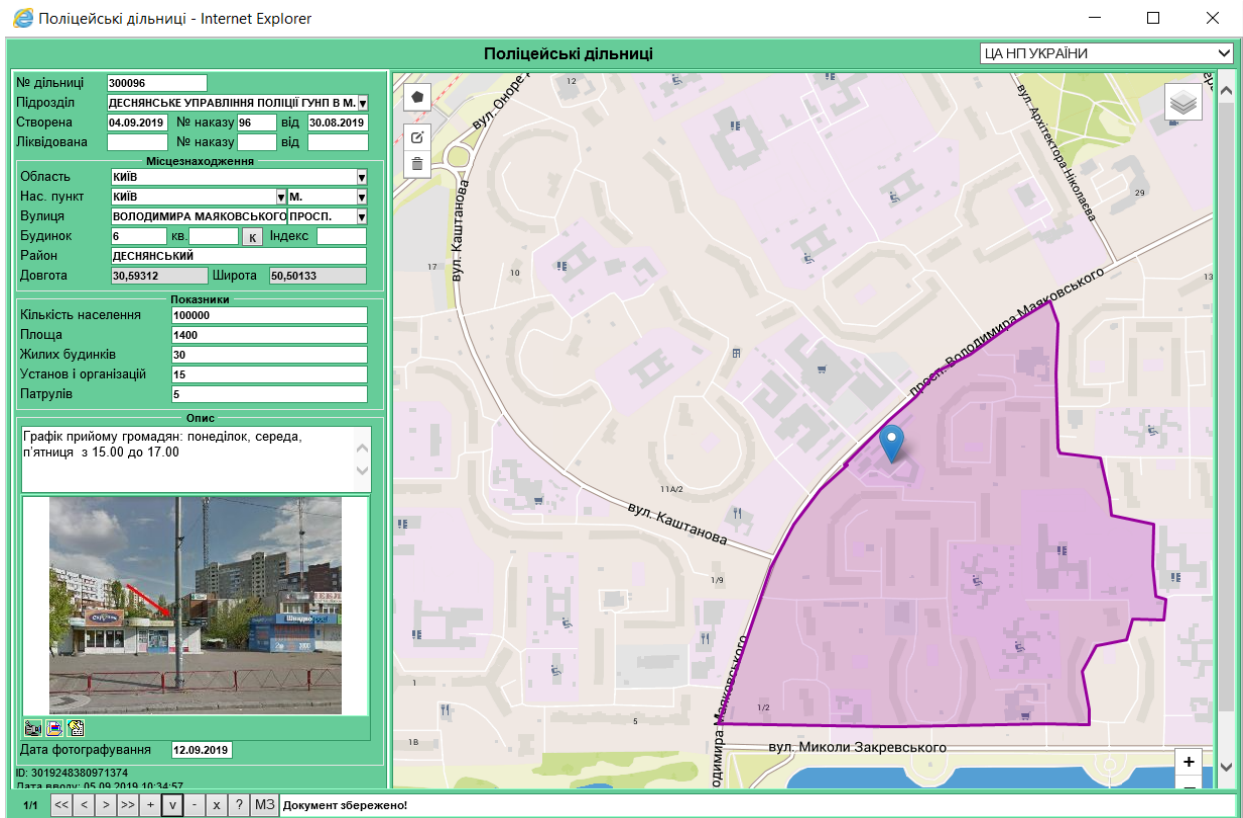 Поліцейські дільниці - Internet Explorer
Поліцейські дільниці
ЦА НП УКРАЇНИ
№ дільниці 300096
Підрозділ ДЕСНЯНСЬКЕ УПРАВЛІННЯ ПОЛІЦІЇ ГУНП В М.
Створена 04.09.2019 № наказу 96 від 30.08.2019
Ліквідована № наказу від
Місцезнаходження
Область КИЇВ
Нас. пункт КИЇВ М.
Вулиця ВОЛОДИМИРА МАЯКОВСЬКОГО ПРОСП.
Будинок 6 кв. К Індекс
Район ДЕСНЯНСЬКИЙ
Довгота 30,59312 Широта 50,50133
Показники
Кількість населення 100000
Площа 1400
Жилих будинків 30
Установ і організацій 15
Патрулів 5
Опис
Графік прийому громадян: понеділок, середа,
п'ятниця з 15.00 до 17.00
Дата фотографування 12.09.2019
ID: 3019248380971374
Дата вводу: 05.09.2019 10:34:57
1/1 << < > >> + v - x ? МЗ Документ збережено!
12
вул. Каштанова
17
10
вул. Архітектора Ніколаєва
29
13
просп. Володимира Маяковського
11А/2
вул. Каштанова
1/9
1
5
1/2
1В
вул. Миколи Закревського
+